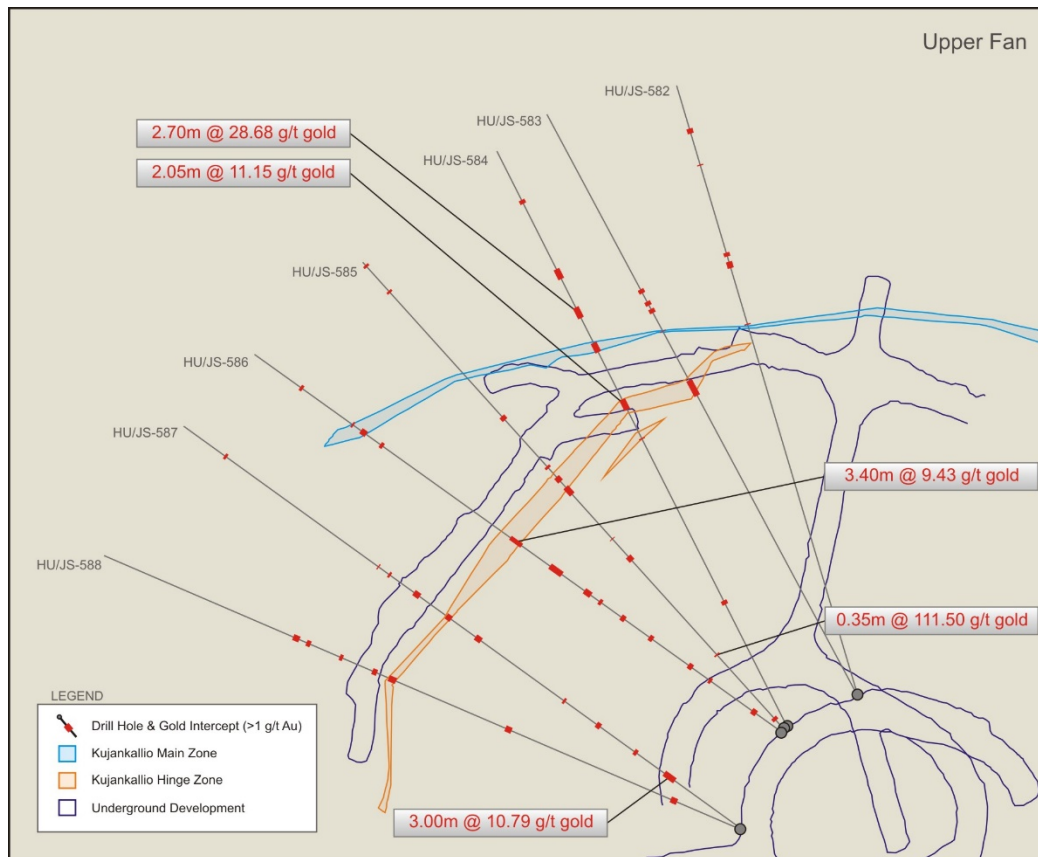 Upper Fan
HU/JS-582
HU/JS-583
HU/JS-584
2.70m @ 28.68 g/t gold
2.05m @ 11.15 g/t gold
HU/JS-585
HU/JS-586
HU/JS-587
3.40m @ 9.43 g/t gold
HU/JS-588
0.35m @ 111.50 g/t gold
LEGEND
Drill Hole & Gold Intercept (>1 g/t Au)
Kujankallio Main Zone
Kujankallio Hinge Zone
Underground Development
3.00m @ 10.79 g/t gold